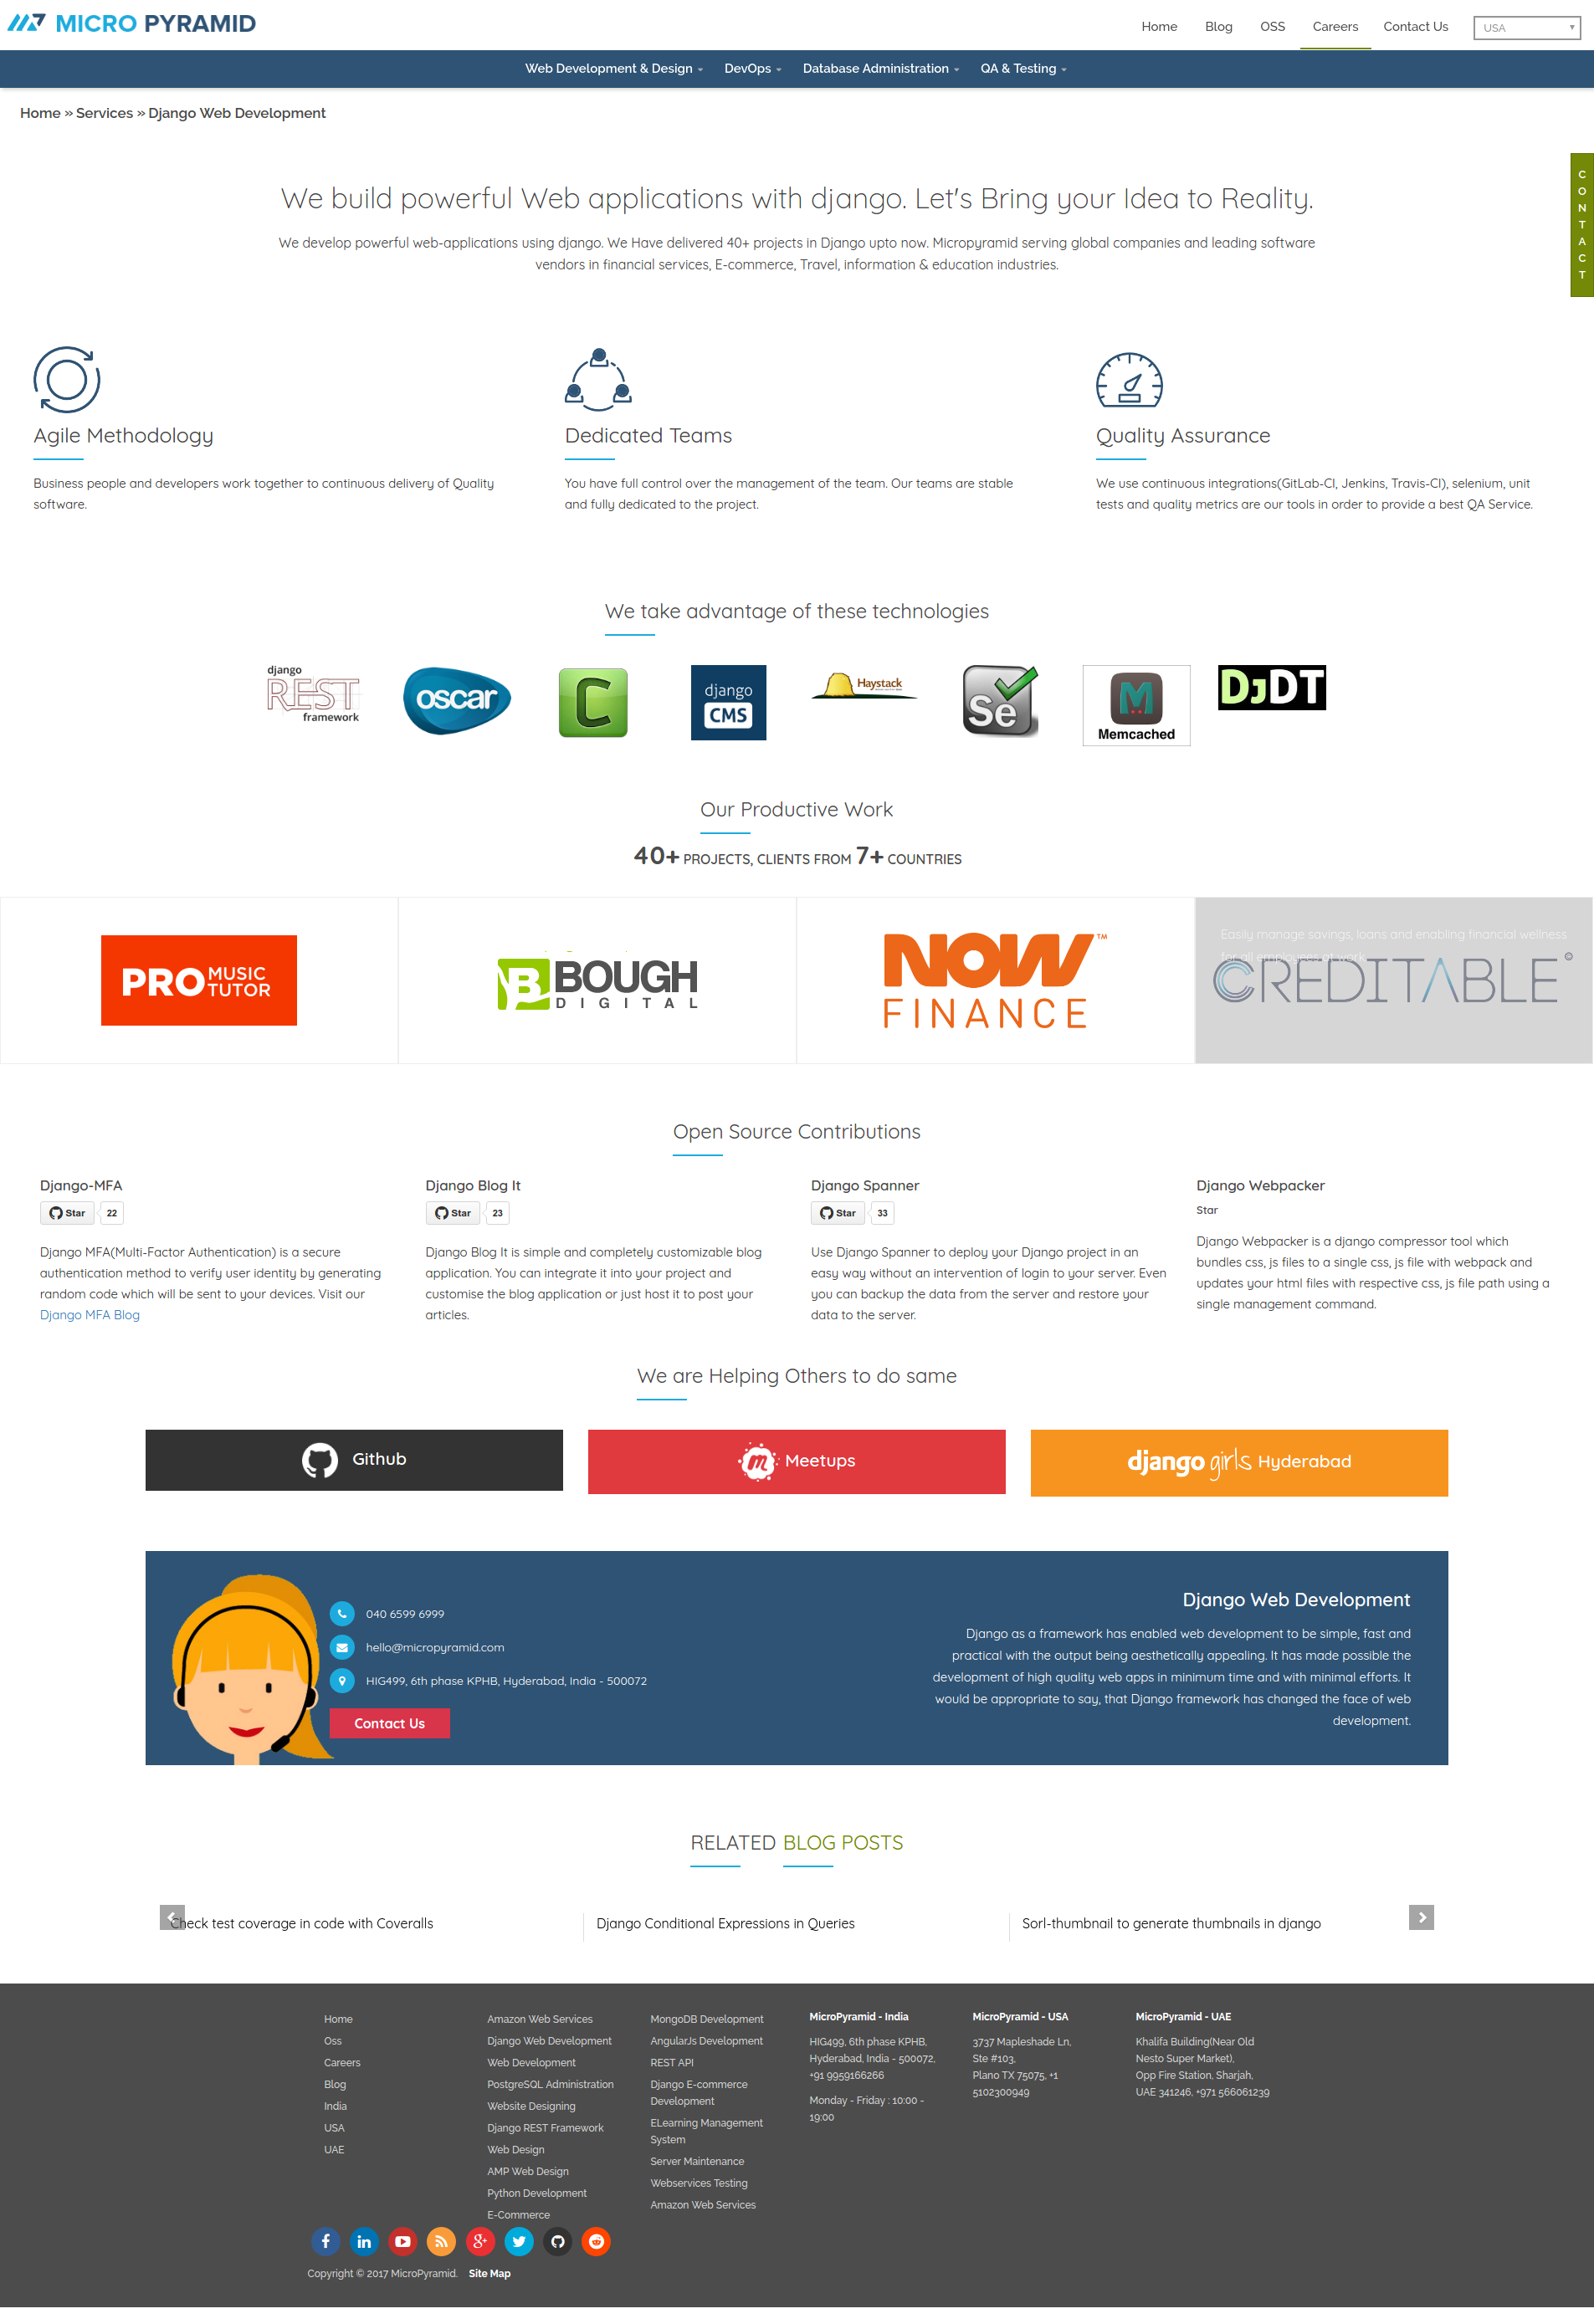 MICRO PYRAMID
Home Blog OSS Careers Contact Us USA
Web Development & Design DevOps Database Administration QA & Testing
Home » Services » Django Web Development
CONTACT
We build powerful Web applications with django. Let's Bring your Idea to Reality.
We develop powerful web-applications using django. We Have delivered 40+ projects in Django upto now. Micropyramid serving global companies and leading software
vendors in financial services, E-commerce, Travel, information & education industries.
Agile Methodology
Business people and developers work together to continuous delivery of Quality
software.
Dedicated Teams
You have full control over the management of the team. Our teams are stable
and fully dedicated to the project.
Quality Assurance
We use continuous integrations(GitLab-CI, Jenkins, Travis-CI), selenium, unit
tests and quality metrics are our tools in order to provide a best QA Service.
We take advantage of these technologies
django
REST
framework
oscar
C
django
CMS
Haystack
Se
M
Memcached
DJDT
Our Productive Work
40+ PROJECTS, CLIENTS FROM 7+ COUNTRIES
PRO MUSIC TUTOR
B BOUGH
DIGITAL
NOW™
FINANCE
Easily manage savings, loans and enabling financial wellness
for all employees at work
CREDITABLE
Open Source Contributions
Django-MFA
Star 22
Django MFA(Multi-Factor Authentication) is a secure
authentication method to verify user identity by generating
random code which will be sent to your devices. Visit our
Django MFA Blog
Django Blog It
Star 23
Django Blog It is simple and completely customizable blog
application. You can integrate it into your project and
customise the blog application or just host it to post your
articles.
Django Spanner
Star 33
Use Django Spanner to deploy your Django project in an
easy way without an intervention of login to your server. Even
you can backup the data from the server and restore your
data to the server.
Django Webpacker
Star
Django Webpacker is a django compressor tool which
bundles css, js files to a single css, js file with webpack and
updates your html files with respective css, js file path using a
single management command.
We are Helping Others to do same
Github
Meetups
django girls Hyderabad
040 6599 6999
hello@micropyramid.com
HIG499, 6th phase KPHB, Hyderabad, India - 500072
Contact Us
Django Web Development
Django as a framework has enabled web development to be simple, fast and
practical with the output being aesthetically appealing. It has made possible the
development of high quality web apps in minimum time and with minimal efforts. It
would be appropriate to say, that Django framework has changed the face of web
development.
RELATED BLOG POSTS
Check test coverage in code with Coveralls
Django Conditional Expressions in Queries
Sorl-thumbnail to generate thumbnails in django
Home
Oss
Careers
Blog
India
USA
UAE
Amazon Web Services
Django Web Development
Web Development
PostgreSQL Administration
Website Designing
Django REST Framework
Web Design
AMP Web Design
Python Development
E-Commerce
MongoDB Development
AngularJs Development
REST API
Django E-commerce
Development
ELearning Management
System
Server Maintenance
Webservices Testing
Amazon Web Services
MicroPyramid - India
HIG499, 6th phase KPHB,
Hyderabad, India - 500072,
+91 9959166266
Monday - Friday : 10:00 -
19:00
MicroPyramid - USA
3737 Mapleshade Ln,
Ste #103,
Plano TX 75075, +1
5102300949
MicroPyramid - UAE
Khalifa Building(Near Old
Nesto Super Market),
Opp Fire Station, Sharjah,
UAE 341246, +971 566061239
Copyright © 2017 MicroPyramid. Site Map